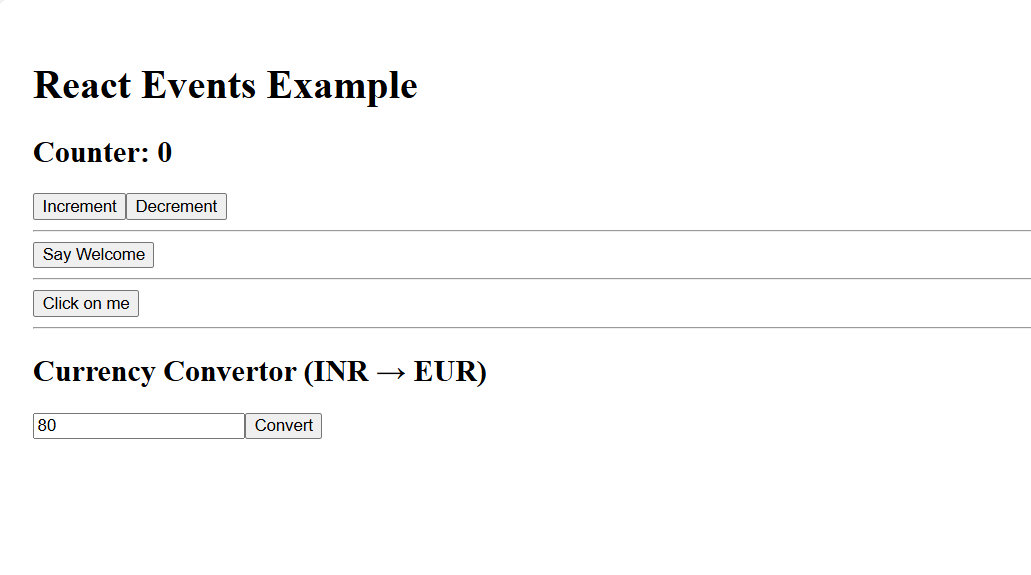 React Events Example
Counter: 0
Increment Decrement
Say Welcome
Click on me
Currency Convertor (INR → EUR)
80 Convert